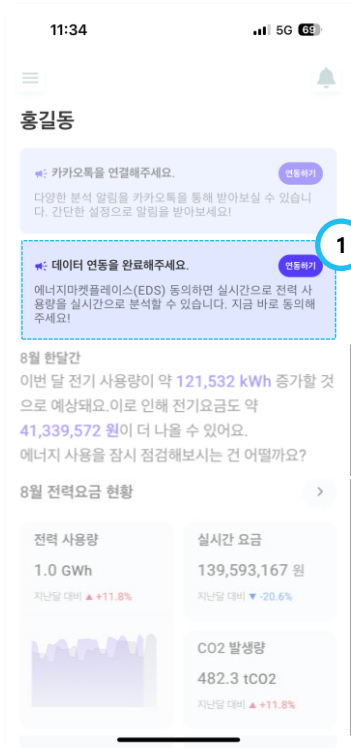 11:34
5G 69
홍길동
카카오톡을 연결해주세요.
연동하기
다양한 분석 알림을 카카오톡을 통해 받아보실 수 있습니
다. 간단한 설정으로 알림을 받아보세요!
1
데이터 연동을 완료해주세요.
연동하기
에너지마켓플레이스(EDS) 동의하면 실시간으로 전력 사
용량을 실시간으로 분석할 수 있습니다. 지금 바로 동의해
주세요!
8월 한달간
이번 달 전기 사용량이 약 121,532 kWh 증가할 것
으로 예상돼요.이로 인해 전기요금도 약
41,339,572 원이 더 나올 수 있어요.
에너지 사용을 잠시 점검해보시는 건 어떨까요?
8월 전력요금 현황
전력 사용량
1.0 GWh
지난달 대비 ▲ +11.8%
실시간 요금
139,593,167 원
지난달 대비 ▼ -20.6%
CO2 발생량
482.3 tCO2
지난달 대비 ▲ +11.8%